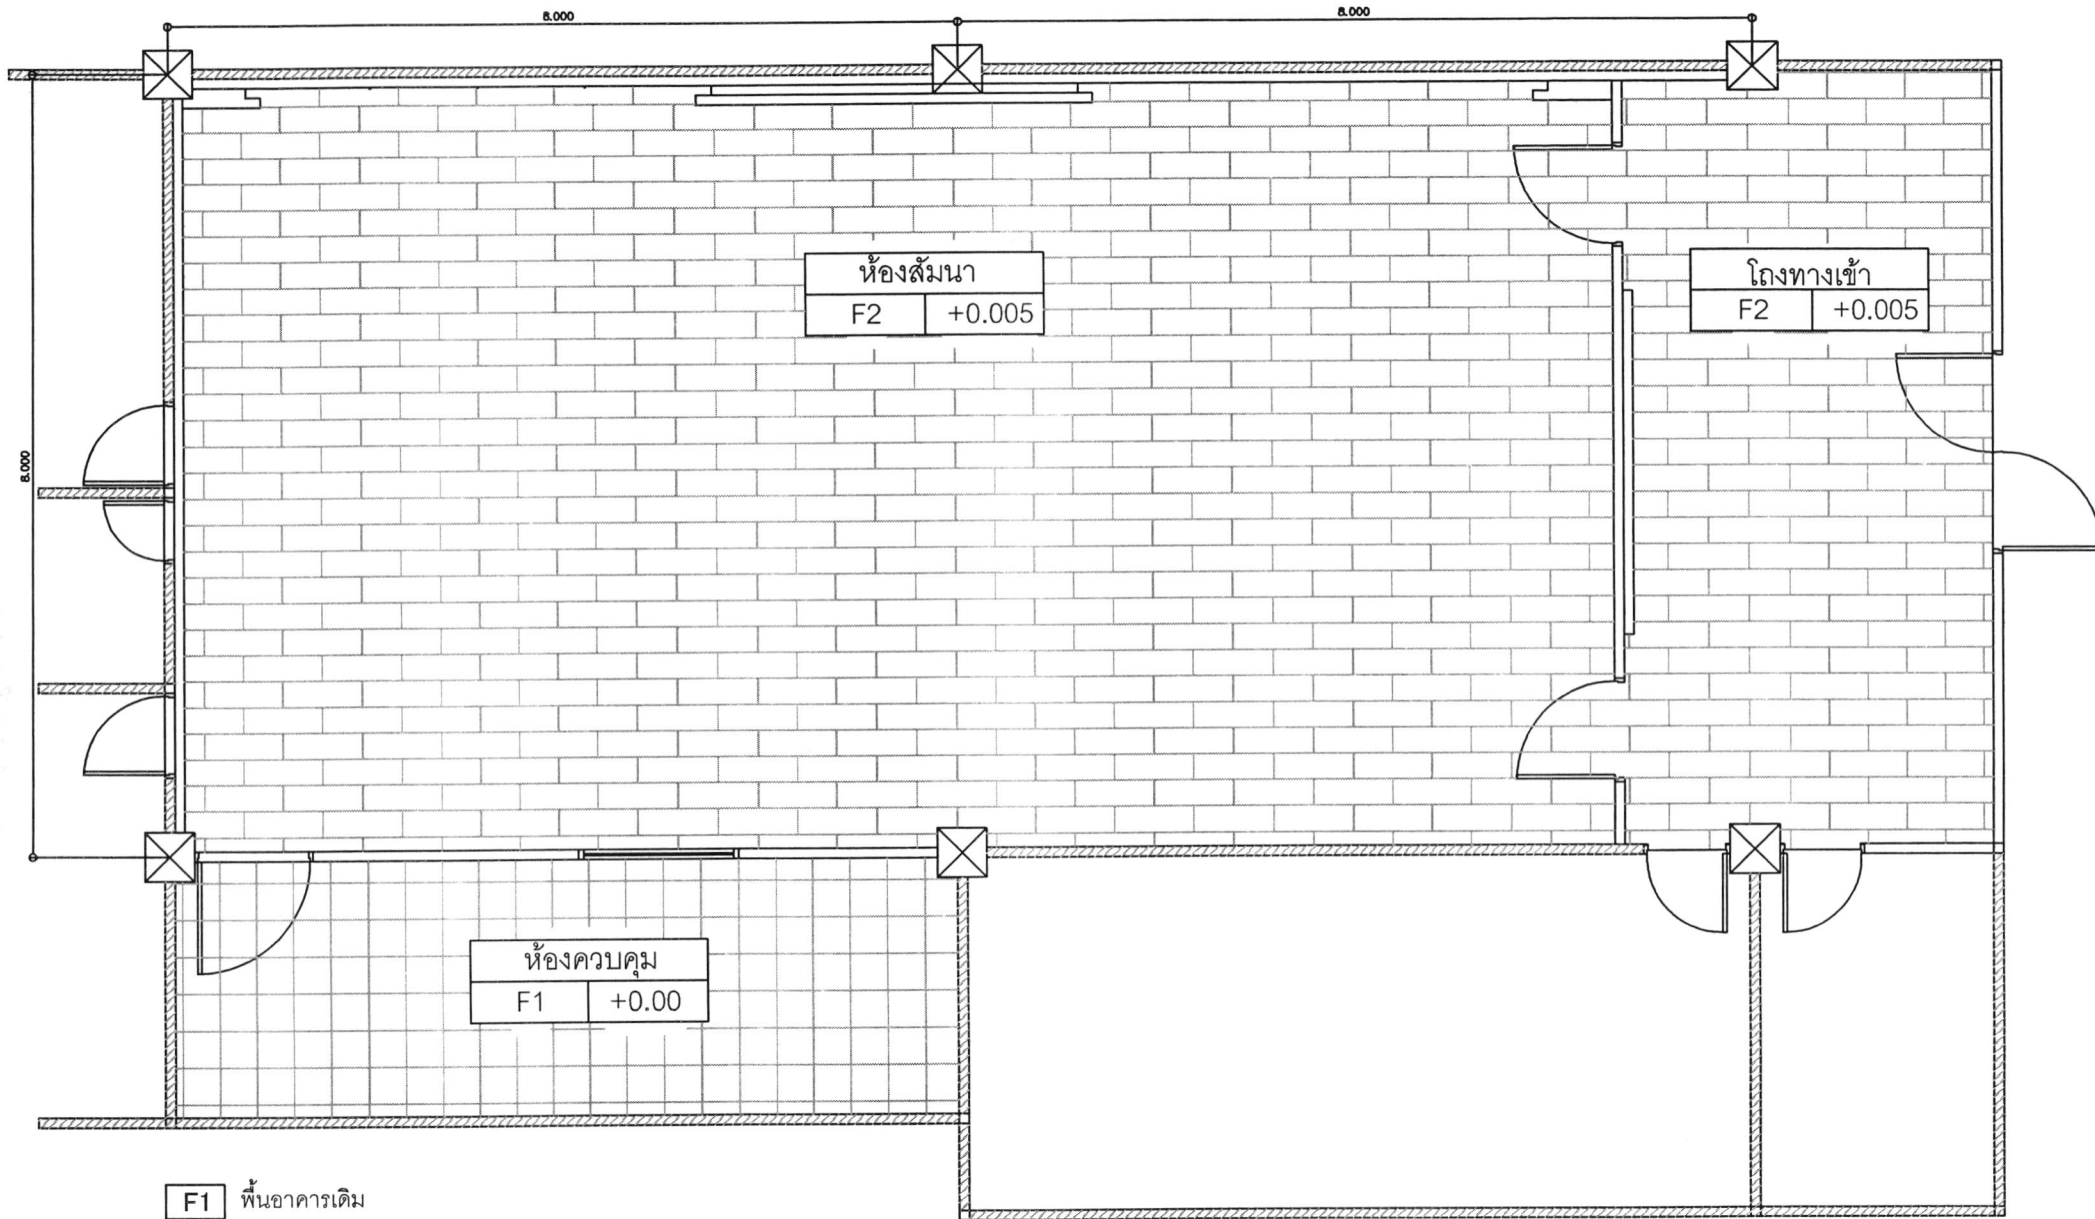 8.000
8.000
8.000
ห้องสัมนา
F2 +0.005
โถงทางเข้า
F2 +0.005
ห้องควบคุม
F1 +0.00
F1 พื้นอาคารเดิม